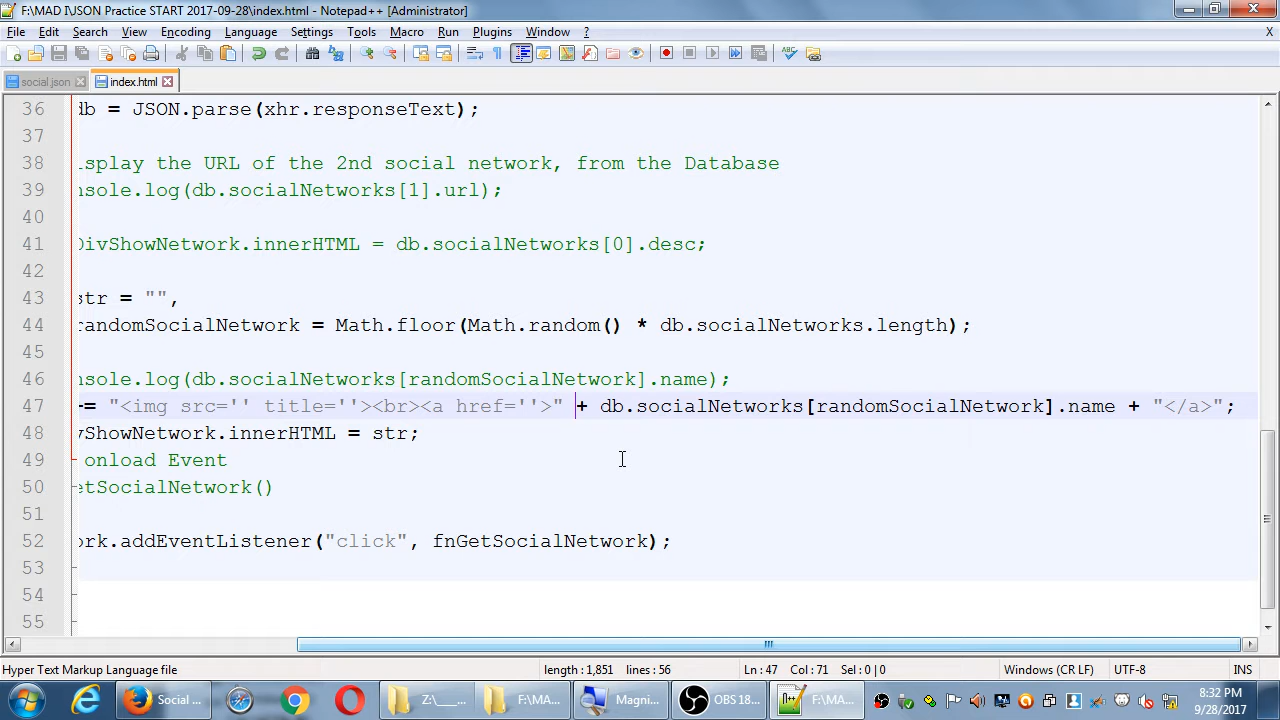 F:\MAD I\JSON Practice START 2017-09-28\index.html - Notepad++ [Administrator]
File Edit Search View Encoding Language Settings Tools Macro Run Plugins Window ? X
social.json index.html
36 db = JSON.parse(xhr.responseText);
37
38 isplay the URL of the 2nd social network, from the Database
39 nsole.log(db.socialNetworks[1].url);
40
41 DivShowNetwork.innerHTML = db.socialNetworks[0].desc;
42
43 str = "",
44 randomSocialNetwork = Math.floor(Math.random() * db.socialNetworks.length);
45
46 nsole.log(db.socialNetworks[randomSocialNetwork].name);
47 += "<img src='' title=''><br><a href=''>" + db.socialNetworks[randomSocialNetwork].name + "</a>";
48 vShowNetwork.innerHTML = str;
49 onload Event
50 etSocialNetwork()
51
52 ork.addEventListener("click", fnGetSocialNetwork);
53
54
55
Hyper Text Markup Language file length : 1,851 lines : 56 Ln : 47 Col : 71 Sel : 0 | 0 Windows (CR LF) UTF-8 INS
Social ... Z:\___... F:\MA... Magni... OBS 18... F:\MA... 8:32 PM
9/28/2017